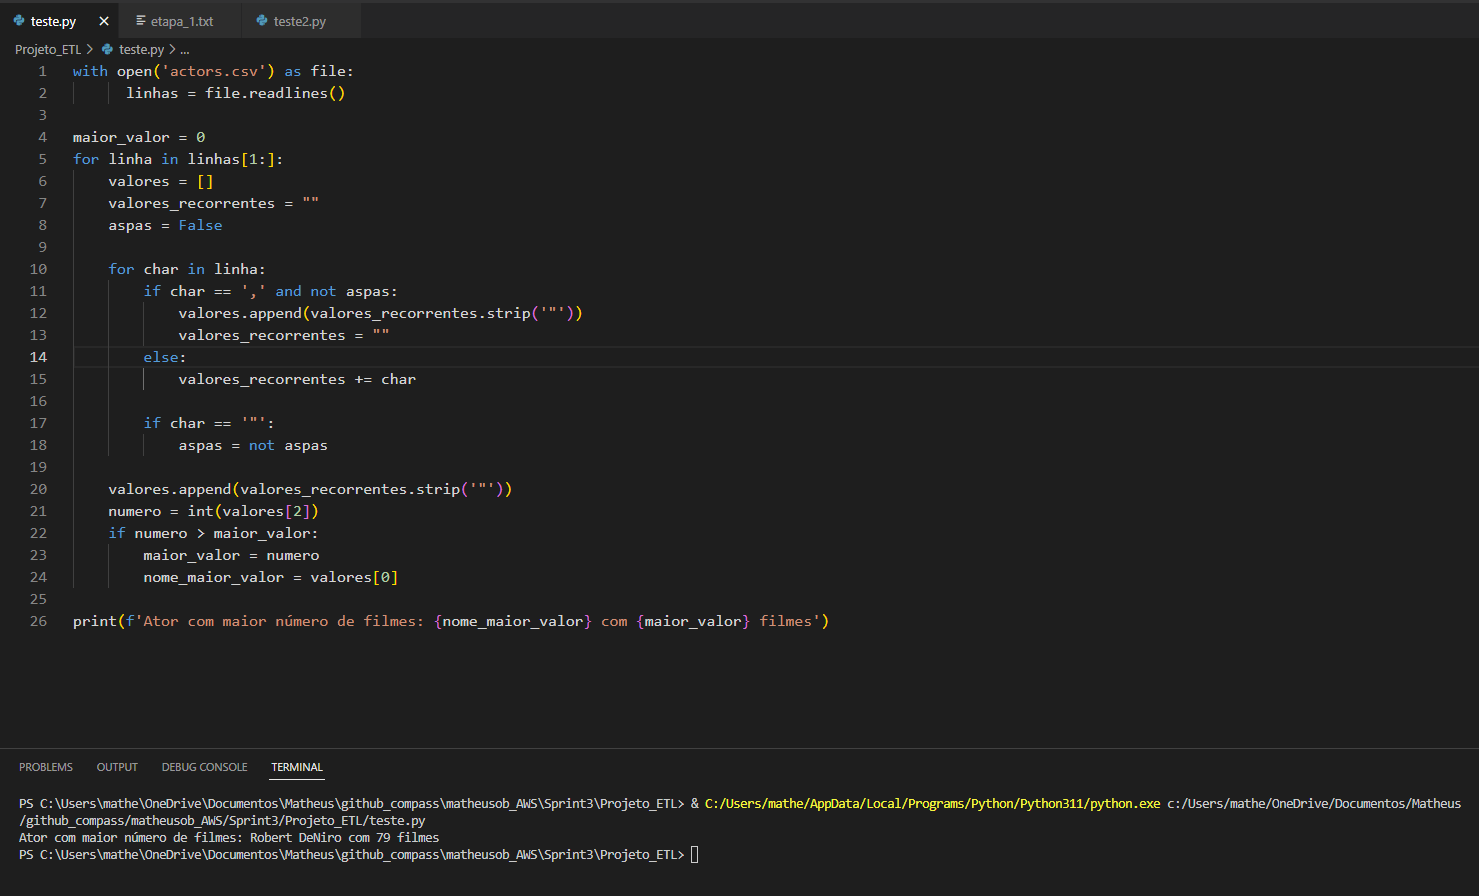 teste.py × etapa_1.txt teste2.py
Projeto_ETL > teste.py > ...
1 with open('actors.csv') as file:
2 linhas = file.readlines()
3
4 maior_valor = 0
5 for linha in linhas[1:]:
6 valores = []
7 valores_recorrentes = ""
8 aspas = False
9
10 for char in linha:
11 if char == ',' and not aspas:
12 valores.append(valores_recorrentes.strip('"'))
13 valores_recorrentes = ""
14 else:
15 valores_recorrentes += char
16
17 if char == '"':
18 aspas = not aspas
19
20 valores.append(valores_recorrentes.strip('"'))
21 numero = int(valores[2])
22 if numero > maior_valor:
23 maior_valor = numero
24 nome_maior_valor = valores[0]
25
26 print(f'Ator com maior número de filmes: {nome_maior_valor} com {maior_valor} filmes')
PROBLEMS OUTPUT DEBUG CONSOLE TERMINAL
PS C:\Users\mathe\OneDrive\Documentos\Matheus\github_compass\matheusob_AWS\Sprint3\Projeto_ETL> & C:/Users/mathe/AppData/Local/Programs/Python/Python311/python.exe c:/Users/mathe/OneDrive/Documentos/Matheus
/github_compass/matheusob_AWS/Sprint3/Projeto_ETL/teste.py
Ator com maior número de filmes: Robert DeNiro com 79 filmes
PS C:\Users\mathe\OneDrive\Documentos\Matheus\github_compass\matheusob_AWS\Sprint3\Projeto_ETL>